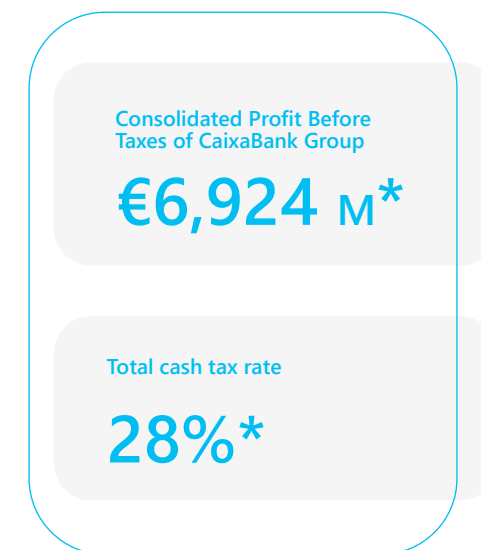 Consolidated Profit Before
Taxes of CaixaBank Group
€6,924 M*
Total cash tax rate
28%*